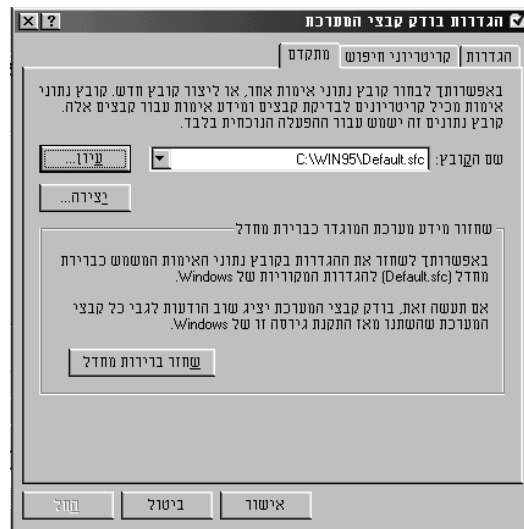 הגדרות בודק קבצי המערכת
הגדרות
קריטריוני חיפוש
מתקדם
באפשרותך לבחור קובץ נתוני אימות אחר, או ליצור קובץ חדש. קובץ נתוני
אימות מכיל קריטריונים לבדיקת קבצים ומידע אימות עבור קבצים אלה.
קובץ נתונים זה ישמש עבור ההפעלה הנוכחית בלבד.
שם הקובץ: C:\WIN95\Default.sfc
עיון...
יצירה...
שחזור מידע מערכת המוגדר כברירת מחדל
באפשרותך לשחזר את ההגדרות בקובץ נתוני האימות המשמש כברירת
מחדל (Default.sfc) להגדרות המקוריות של Windows.
אם תעשה זאת, בודק קבצי המערכת יציג שוב הודעות לגבי כל קבצי
המערכת שהשתנו מאז התקנת גירסה זו של Windows.
שחזר ברירות מחדל
אישור
ביטול
החל